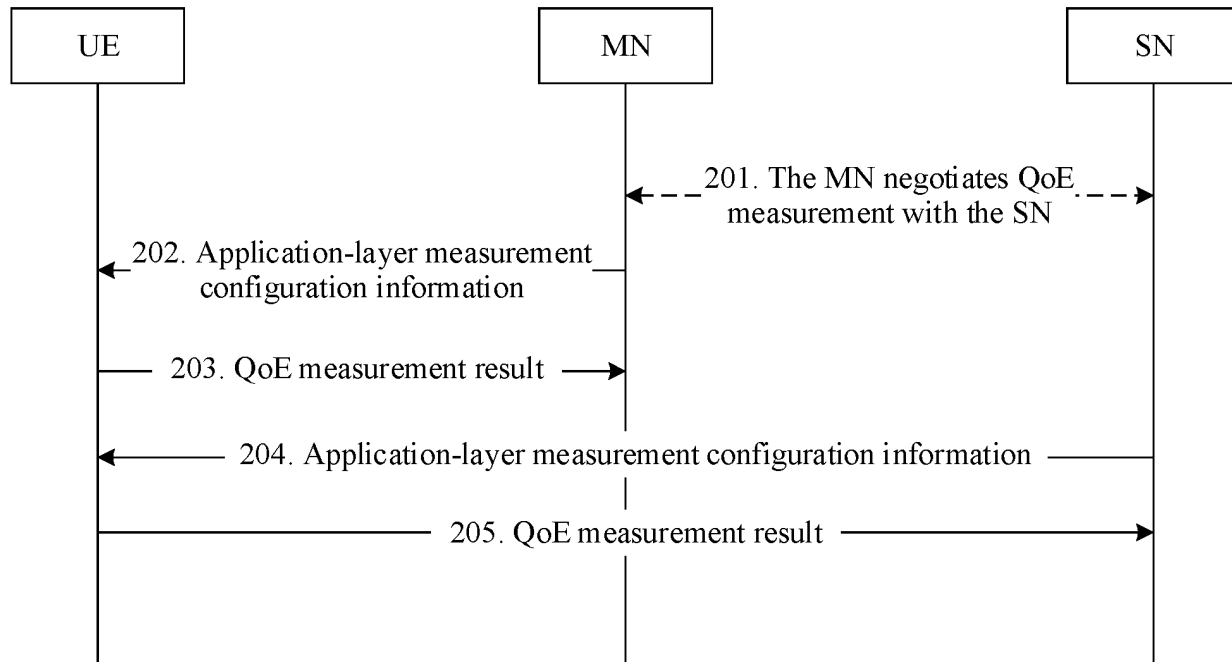 UE
MN
SN
201. The MN negotiates QoE
measurement with the SN
202. Application-layer measurement
configuration information
203. QoE measurement result
204. Application-layer measurement configuration information
205. QoE measurement result